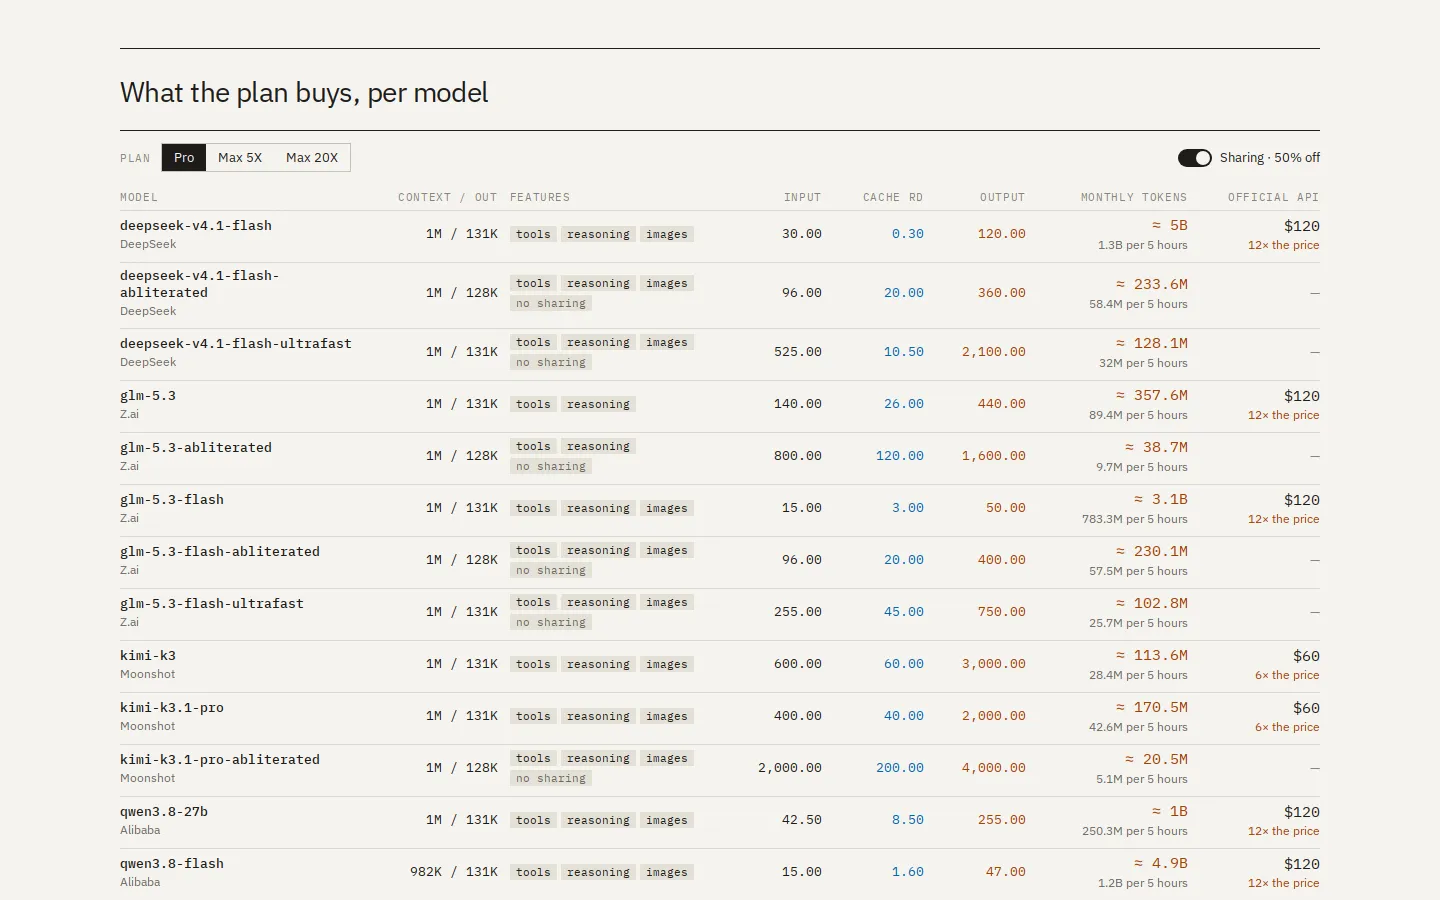 What the plan buys, per model
PLAN Pro Max 5X Max 20X Sharing · 50% off
MODEL CONTEXT / OUT FEATURES INPUT CACHE RD OUTPUT MONTHLY TOKENS OFFICIAL API
deepseek-v4.1-flash 1M / 131K tools reasoning images 30.00 0.30 120.00 ≈ 5B $120
DeepSeek 1.3B per 5 hours 12× the price
deepseek-v4.1-flash-
abliterated 1M / 128K tools reasoning images 96.00 20.00 360.00 ≈ 233.6M —
DeepSeek no sharing 58.4M per 5 hours
deepseek-v4.1-flash-ultrafast 1M / 131K tools reasoning images 525.00 10.50 2,100.00 ≈ 128.1M —
DeepSeek no sharing 32M per 5 hours
glm-5.3 1M / 131K tools reasoning 140.00 26.00 440.00 ≈ 357.6M $120
Z.ai 89.4M per 5 hours 12× the price
glm-5.3-abliterated 1M / 128K tools reasoning 800.00 120.00 1,600.00 ≈ 38.7M —
Z.ai no sharing 9.7M per 5 hours
glm-5.3-flash 1M / 131K tools reasoning images 15.00 3.00 50.00 ≈ 3.1B $120
Z.ai 783.3M per 5 hours 12× the price
glm-5.3-flash-abliterated 1M / 128K tools reasoning images 96.00 20.00 400.00 ≈ 230.1M —
Z.ai no sharing 57.5M per 5 hours
glm-5.3-flash-ultrafast 1M / 131K tools reasoning images 255.00 45.00 750.00 ≈ 102.8M —
Z.ai no sharing 25.7M per 5 hours
kimi-k3 1M / 131K tools reasoning images 600.00 60.00 3,000.00 ≈ 113.6M $60
Moonshot 28.4M per 5 hours 6× the price
kimi-k3.1-pro 1M / 131K tools reasoning images 400.00 40.00 2,000.00 ≈ 170.5M $60
Moonshot 42.6M per 5 hours 6× the price
kimi-k3.1-pro-abliterated 1M / 128K tools reasoning images 2,000.00 200.00 4,000.00 ≈ 20.5M —
Moonshot no sharing 5.1M per 5 hours
qwen3.8-27b 1M / 131K tools reasoning images 42.50 8.50 255.00 ≈ 1B $120
Alibaba 250.3M per 5 hours 12× the price
qwen3.8-flash 982K / 131K tools reasoning images 15.00 1.60 47.00 ≈ 4.9B $120
Alibaba 1.2B per 5 hours 12× the price